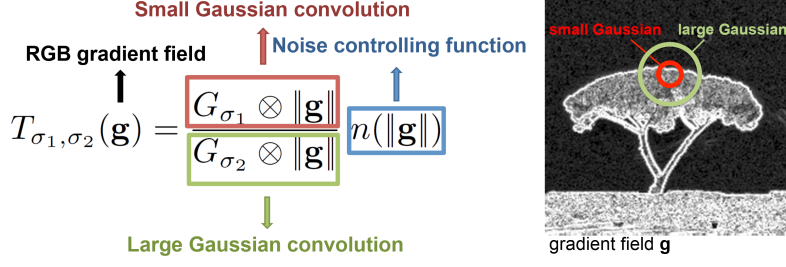 Small Gaussian convolution
RGB gradient field
Noise controlling function
T_{σ₁,σ₂}(g) = (G_{σ₁} ⊗ ‖g‖) / (G_{σ₂} ⊗ ‖g‖) n(‖g‖)
Large Gaussian convolution
small Gaussian large Gaussian
gradient field g